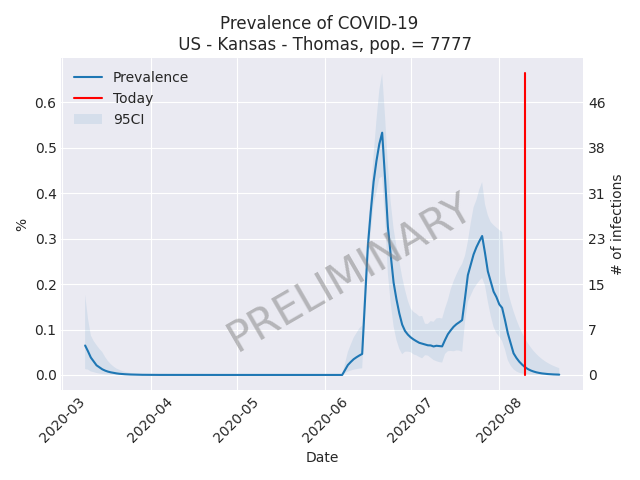 Prevalence of COVID-19
US - Kansas - Thomas, pop. = 7777
Prevalence
Today
95CI
0.6
0.5
0.4
0.3
0.2
0.1
0.0
%
46
38
31
23
15
7
0
# of infections
PRELIMINARY
2020-03
2020-04
2020-05
2020-06
2020-07
2020-08
Date